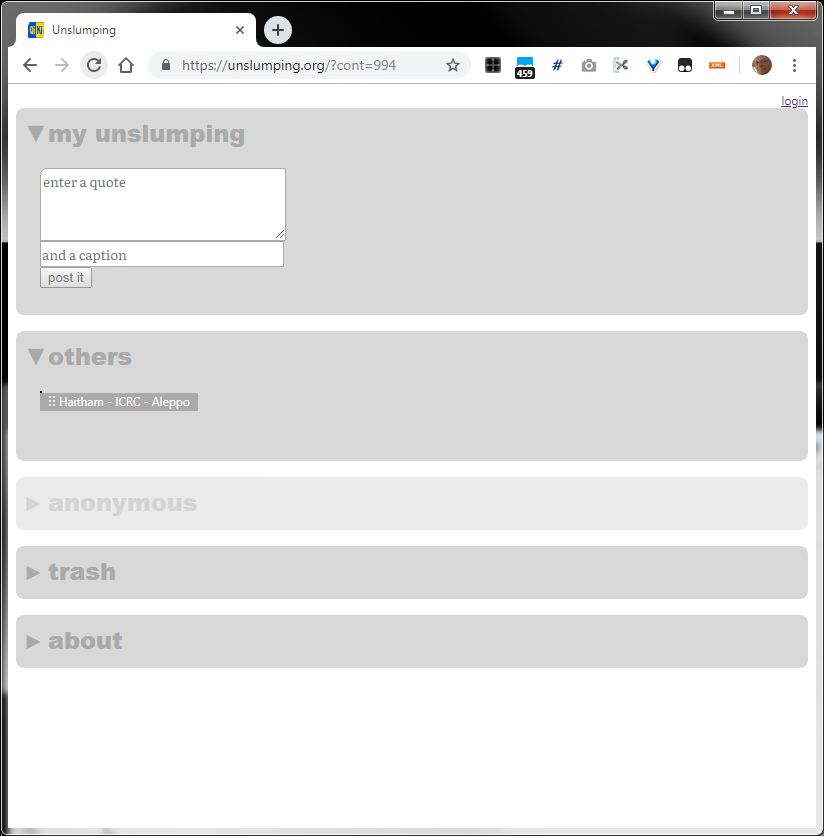 Unslumping
https://unslumping.org/?cont=994
459
#
XML
login
▼my unslumping
enter a quote
and a caption
post it
▼others
⠿ Haitham - ICRC - Aleppo
► anonymous
► trash
► about